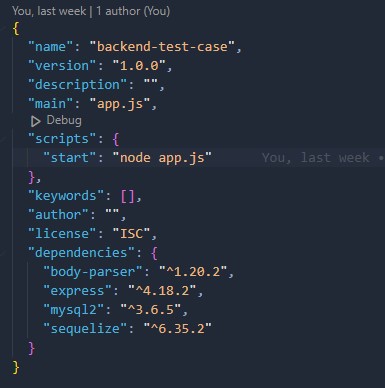 You, last week | 1 author (You)
{
  "name": "backend-test-case",
  "version": "1.0.0",
  "description": "",
  "main": "app.js",
  Debug
  "scripts": {
    "start": "node app.js" You, last week •
  },
  "keywords": [],
  "author": "",
  "license": "ISC",
  "dependencies": {
    "body-parser": "^1.20.2",
    "express": "^4.18.2",
    "mysql2": "^3.6.5",
    "sequelize": "^6.35.2"
  }
}